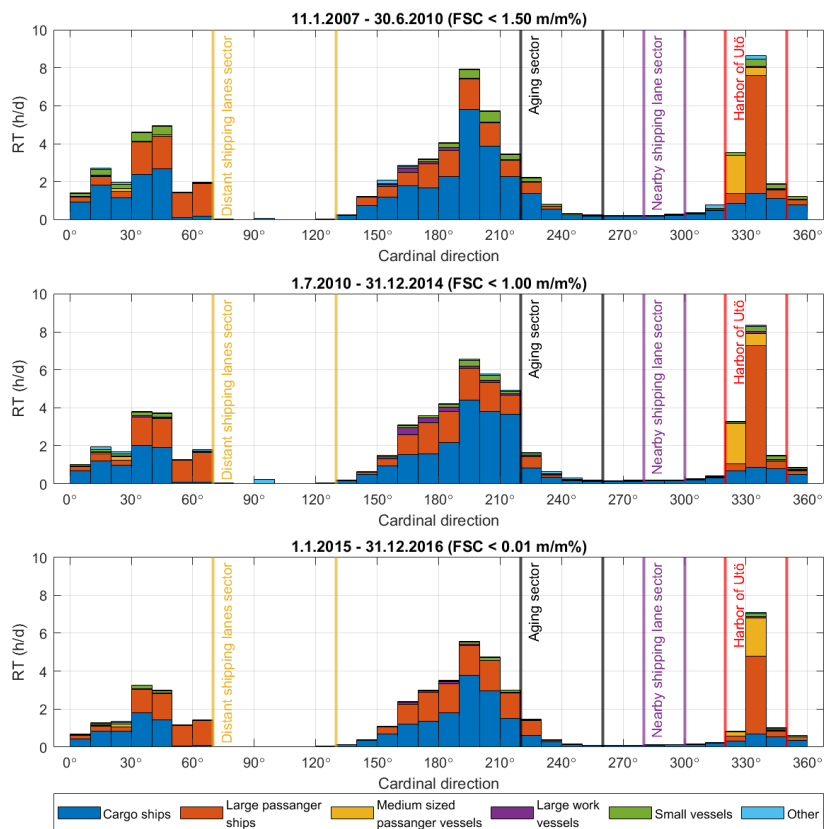 11.1.2007 - 30.6.2010 (FSC < 1.50 m/m%)
10
8
6
4
2
0
RT (h/d)
Distant shipping lanes sector
Aging sector
Nearby shipping lane sector
Harbor of Utö
0° 30° 60° 90° 120° 150° 180° 210° 240° 270° 300° 330° 360°
Cardinal direction
1.7.2010 - 31.12.2014 (FSC < 1.00 m/m%)
10
8
6
4
2
0
RT (h/d)
Distant shipping lanes sector
Aging sector
Nearby shipping lane sector
Harbor of Utö
0° 30° 60° 90° 120° 150° 180° 210° 240° 270° 300° 330° 360°
Cardinal direction
1.1.2015 - 31.12.2016 (FSC < 0.01 m/m%)
10
8
6
4
2
0
RT (h/d)
Distant shipping lanes sector
Aging sector
Nearby shipping lane sector
Harbor of Utö
0° 30° 60° 90° 120° 150° 180° 210° 240° 270° 300° 330° 360°
Cardinal direction
Cargo ships
Large passanger
ships
Medium sized
passanger vessels
Large work
vessels
Small vessels
Other